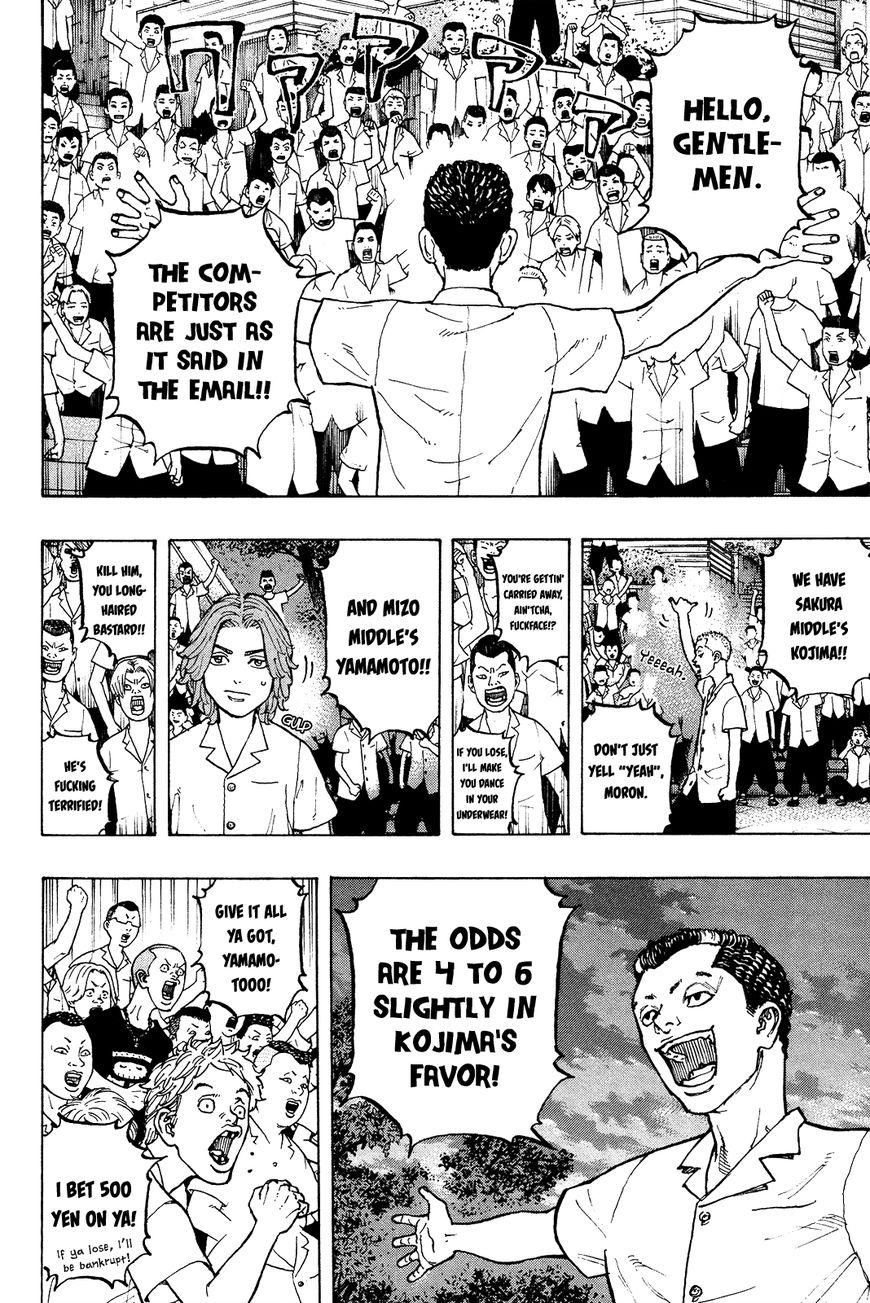 ワァァァァ
HELLO,
GENTLE-
MEN.
THE COM-
PETITORS
ARE JUST AS
IT SAID IN
THE EMAIL!!
WE HAVE
SAKURA
MIDDLE'S
KOJIMA!!
Yeeeah.
DON'T JUST
YELL "YEAH",
MORON.
YOU'RE GETTIN'
CARRIED AWAY,
AIN'TCHA,
FUCKFACE!?
IF YOU LOSE,
I'LL MAKE
YOU DANCE
IN YOUR
UNDERWEAR!
AND MIZO
MIDDLE'S
YAMAMOTO!!
GULP
KILL HIM,
YOU LONG-
HAIRED
BASTARD!!
HE'S
FUCKING
TERRIFIED!
THE ODDS
ARE 4 TO 6
SLIGHTLY IN
KOJIMA'S
FAVOR!
GIVE IT ALL
YA GOT,
YAMAMO-
TOOO!
I BET 500
YEN ON YA!
If ya lose, I'll
be bankrupt!